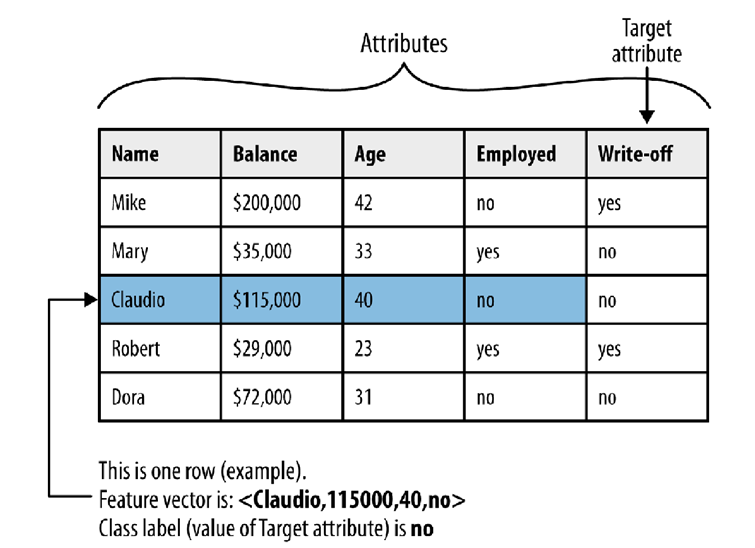 Attributes
Target
attribute
Name Balance Age Employed Write-off
Mike $200,000 42 no yes
Mary $35,000 33 yes no
Claudio $115,000 40 no no
Robert $29,000 23 yes yes
Dora $72,000 31 no no
This is one row (example).
Feature vector is: <Claudio,115000,40,no>
Class label (value of Target attribute) is no